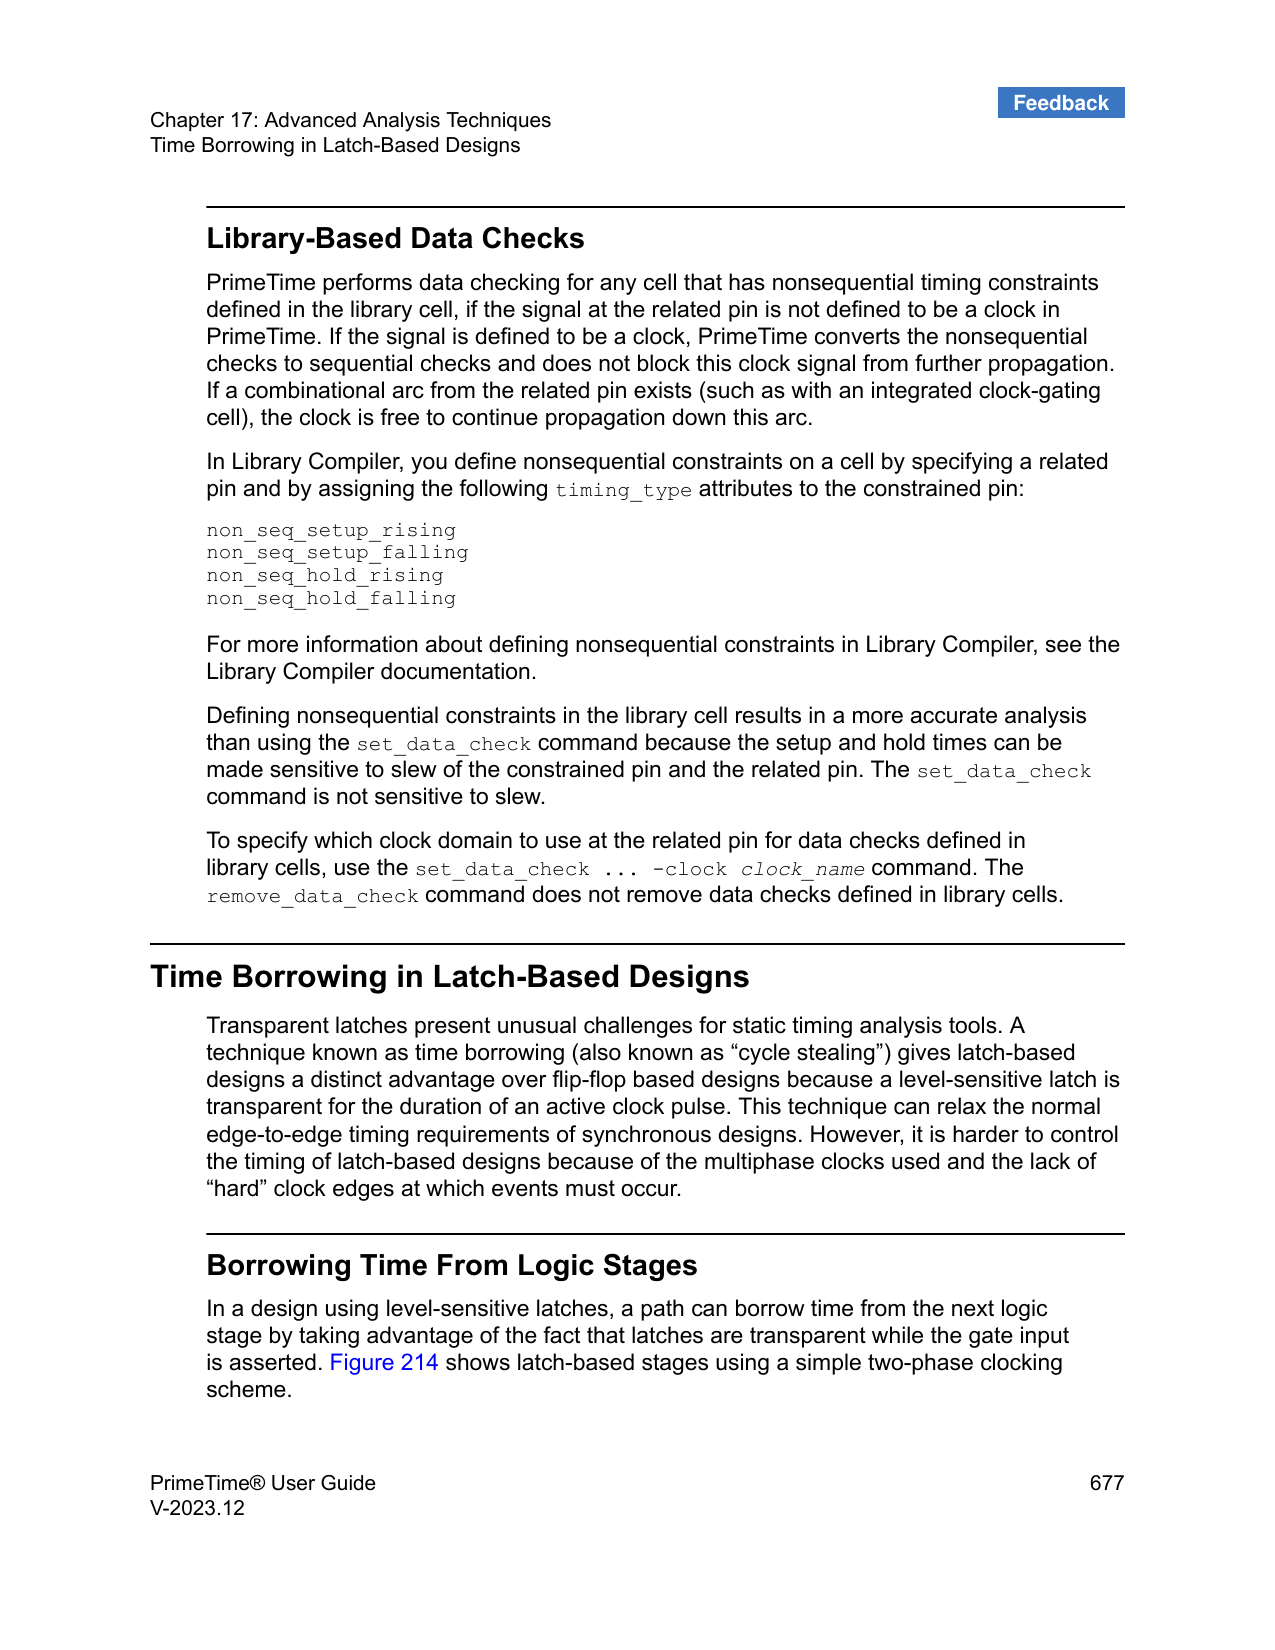 Feedback
Chapter 17: Advanced Analysis Techniques
Time Borrowing in Latch-Based Designs
Library-Based Data Checks
PrimeTime performs data checking for any cell that has nonsequential timing constraints
defined in the library cell, if the signal at the related pin is not defined to be a clock in
PrimeTime. If the signal is defined to be a clock, PrimeTime converts the nonsequential
checks to sequential checks and does not block this clock signal from further propagation.
If a combinational arc from the related pin exists (such as with an integrated clock-gating
cell), the clock is free to continue propagation down this arc.
In Library Compiler, you define nonsequential constraints on a cell by specifying a related
pin and by assigning the following timing_type attributes to the constrained pin:
non_seq_setup_rising
non_seq_setup_falling
non_seq_hold_rising
non_seq_hold_falling
For more information about defining nonsequential constraints in Library Compiler, see the
Library Compiler documentation.
Defining nonsequential constraints in the library cell results in a more accurate analysis
than using the set_data_check command because the setup and hold times can be
made sensitive to slew of the constrained pin and the related pin. The set_data_check
command is not sensitive to slew.
To specify which clock domain to use at the related pin for data checks defined in
library cells, use the set_data_check ... -clock clock_name command. The
remove_data_check command does not remove data checks defined in library cells.
Time Borrowing in Latch-Based Designs
Transparent latches present unusual challenges for static timing analysis tools. A
technique known as time borrowing (also known as “cycle stealing”) gives latch-based
designs a distinct advantage over flip-flop based designs because a level-sensitive latch is
transparent for the duration of an active clock pulse. This technique can relax the normal
edge-to-edge timing requirements of synchronous designs. However, it is harder to control
the timing of latch-based designs because of the multiphase clocks used and the lack of
“hard” clock edges at which events must occur.
Borrowing Time From Logic Stages
In a design using level-sensitive latches, a path can borrow time from the next logic
stage by taking advantage of the fact that latches are transparent while the gate input
is asserted. Figure 214 shows latch-based stages using a simple two-phase clocking
scheme.
PrimeTime® User Guide 677
V-2023.12